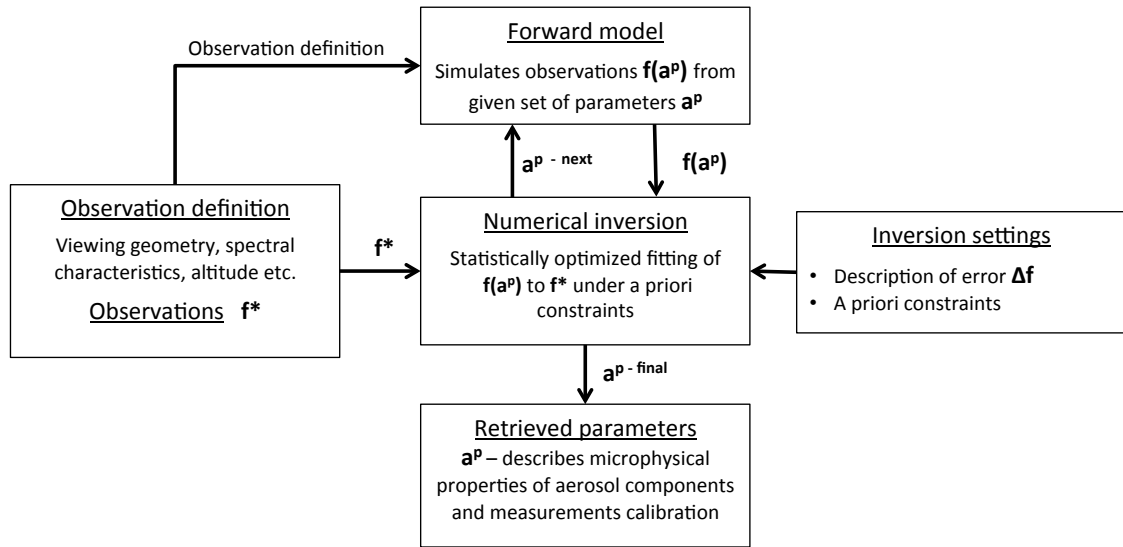 Observation definition
Forward model
Simulates observations f(aᵖ) from
given set of parameters aᵖ
aᵖ ⁻ ⁿᵉˣᵗ
f(aᵖ)
Observation definition
Viewing geometry, spectral
characteristics, altitude etc.
Observations f*
f*
Numerical inversion
Statistically optimized fitting of
f(aᵖ) to f* under a priori
constraints
Inversion settings
• Description of error Δf
• A priori constraints
aᵖ ⁻ ᶠⁱⁿᵃˡ
Retrieved parameters
aᵖ – describes microphysical
properties of aerosol components
and measurements calibration